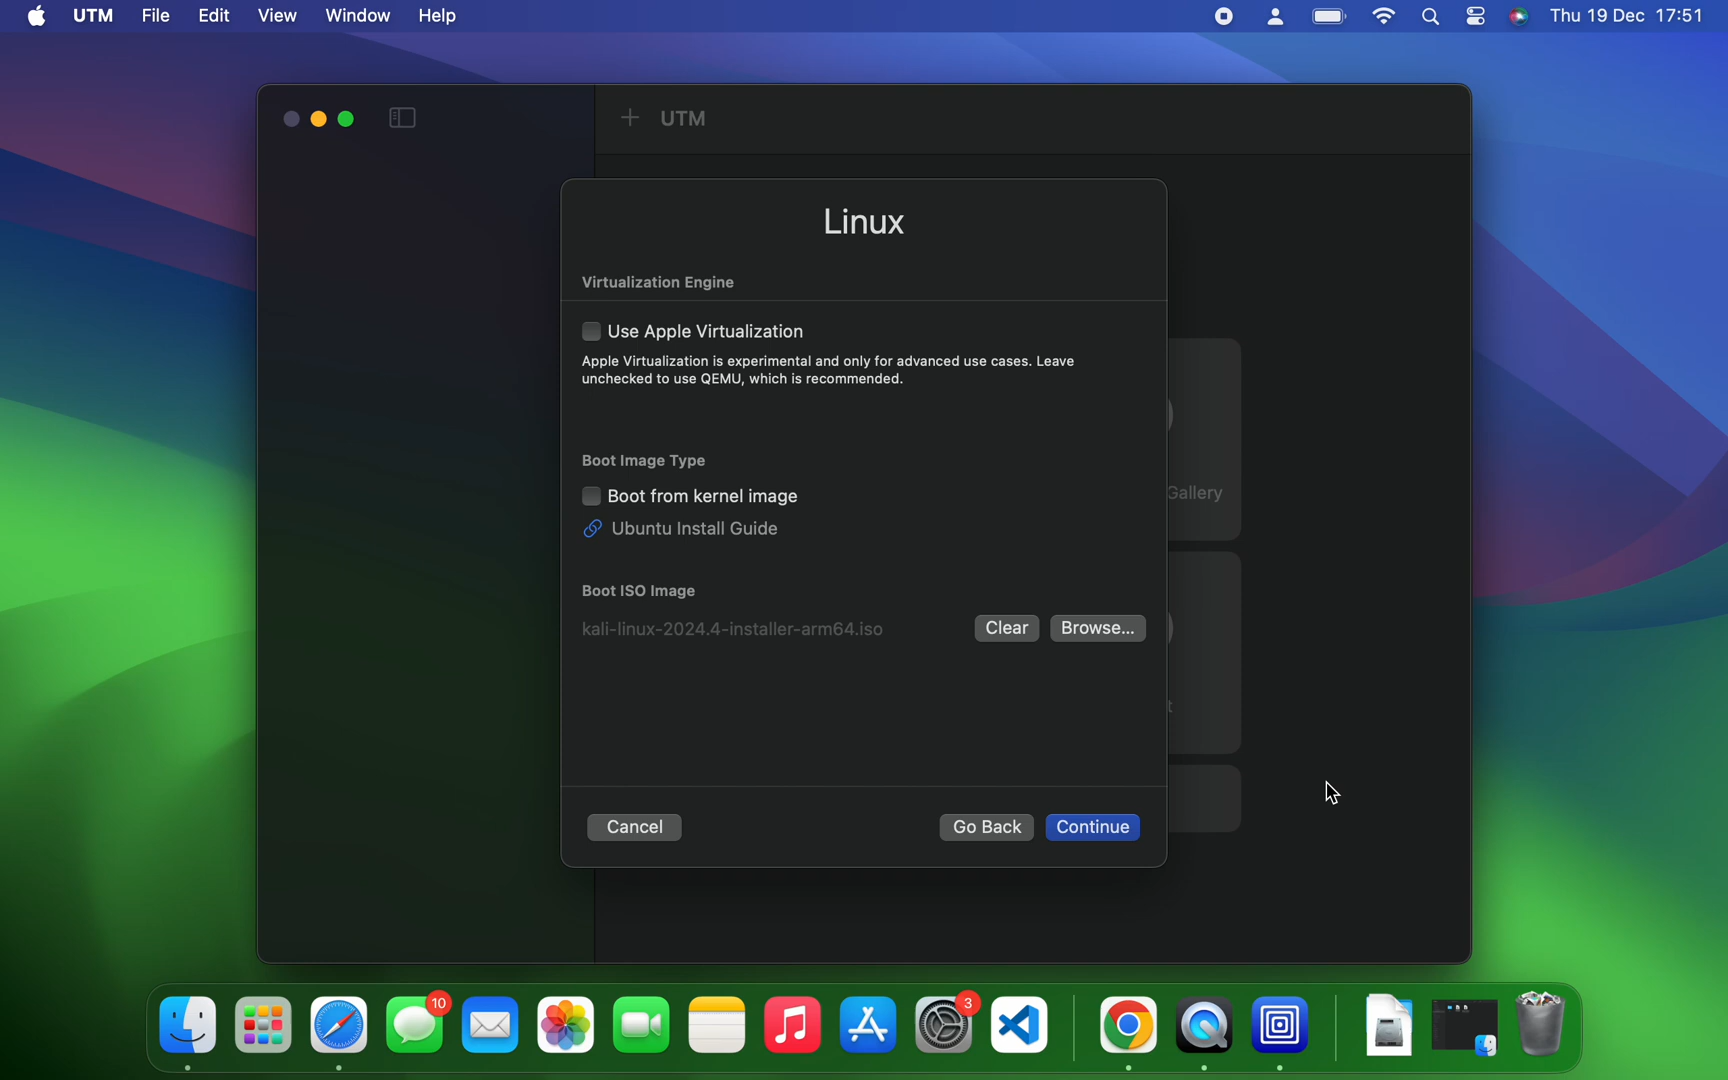 UTM File Edit View Window Help Thu 19 Dec 17:51
UTM
Linux
Virtualization Engine
Use Apple Virtualization
Apple Virtualization is experimental and only for advanced use cases. Leave
unchecked to use QEMU, which is recommended.
Gallery
Boot Image Type
Boot from kernel image
Ubuntu Install Guide
Boot ISO Image
kali-linux-2024.4-installer-arm64.iso Clear Browse...
t
Cancel Go Back Continue
10 3